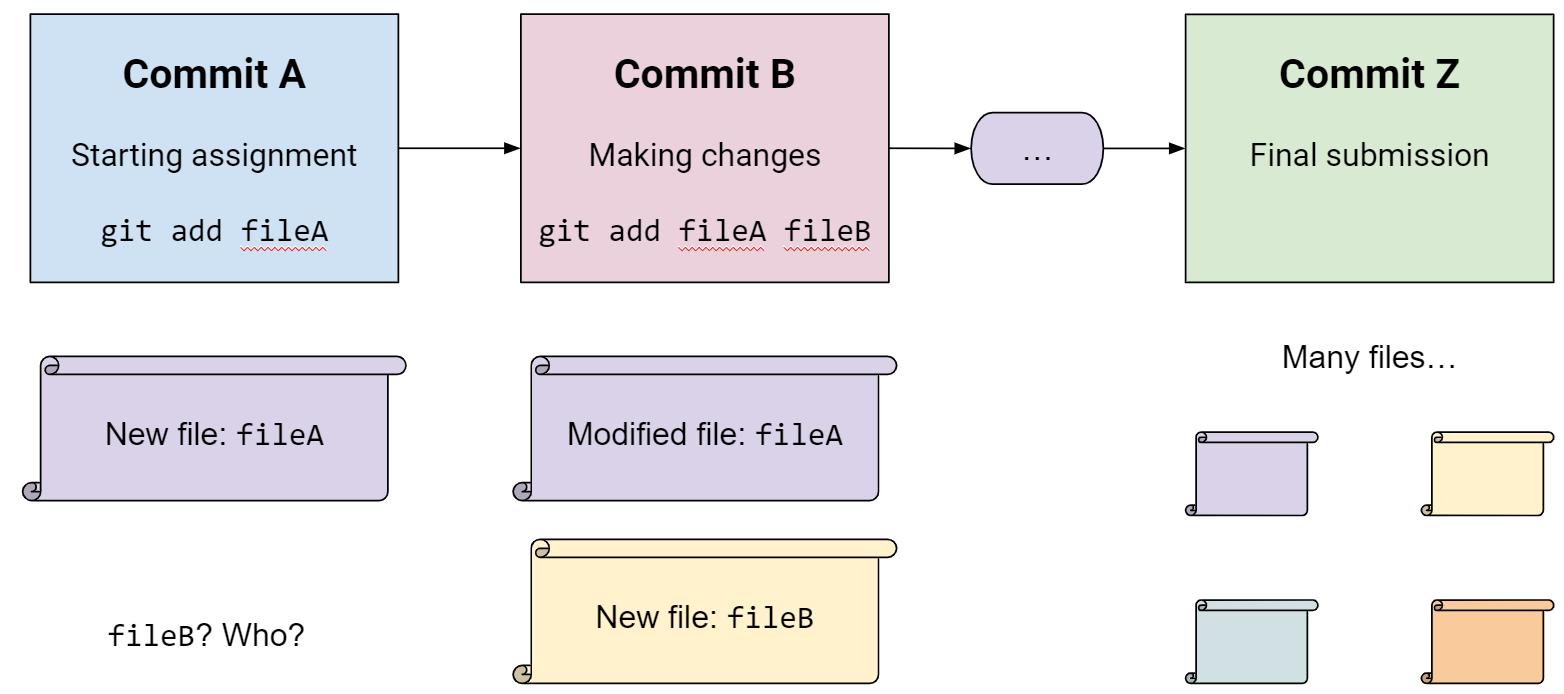 Commit A
Starting assignment
git add fileA
Commit B
Making changes
git add fileA fileB
...
Commit Z
Final submission
New file: fileA
fileB? Who?
Modified file: fileA
New file: fileB
Many files...